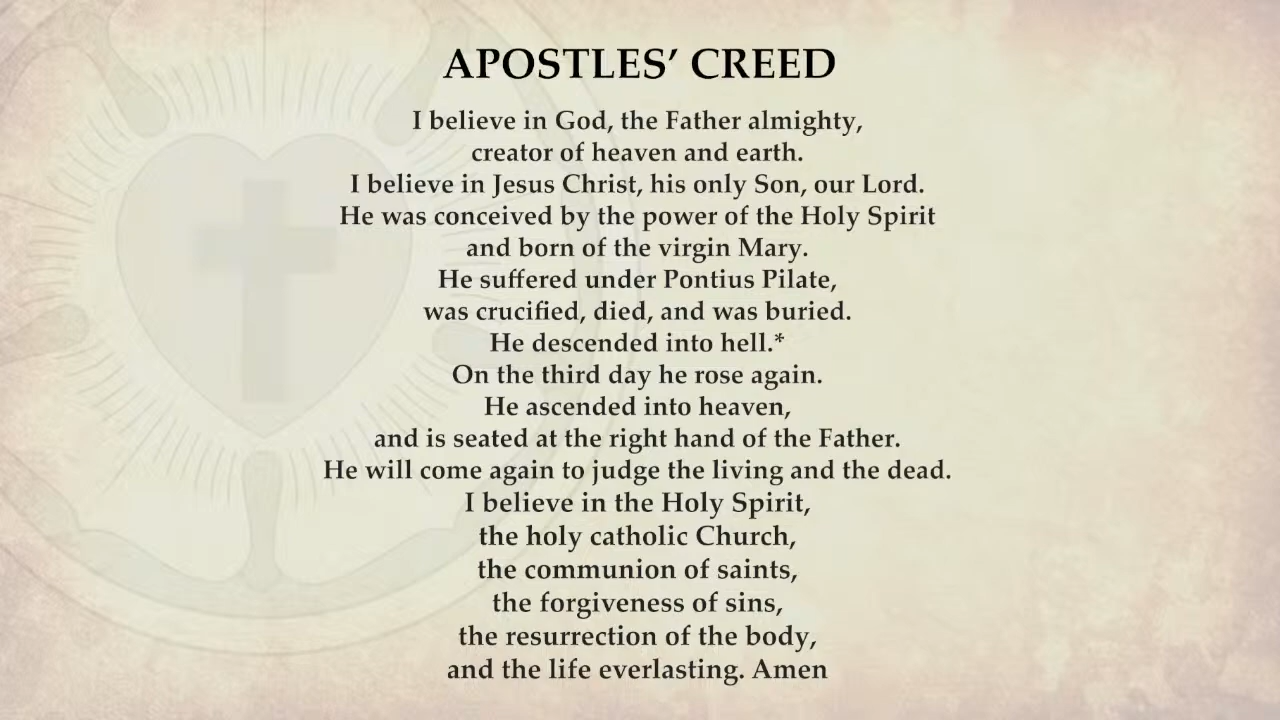 APOSTLES’ CREED
I believe in God, the Father almighty,
creator of heaven and earth.
I believe in Jesus Christ, his only Son, our Lord.
He was conceived by the power of the Holy Spirit
and born of the virgin Mary.
He suffered under Pontius Pilate,
was crucified, died, and was buried.
He descended into hell.*
On the third day he rose again.
He ascended into heaven,
and is seated at the right hand of the Father.
He will come again to judge the living and the dead.
I believe in the Holy Spirit,
the holy catholic Church,
the communion of saints,
the forgiveness of sins,
the resurrection of the body,
and the life everlasting. Amen